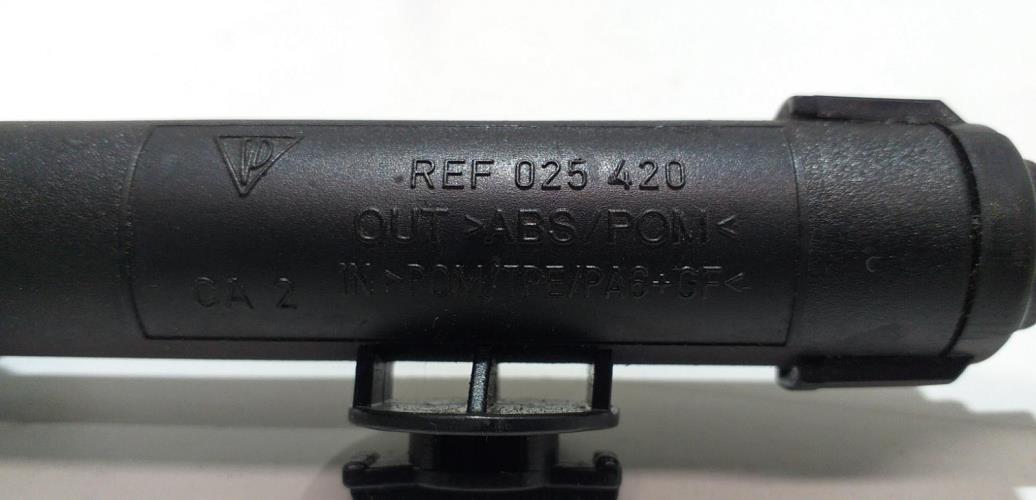 REF 025 420
OUT >ABS/POM<
IN >POM/TPE/PA6+GF<
CA 2